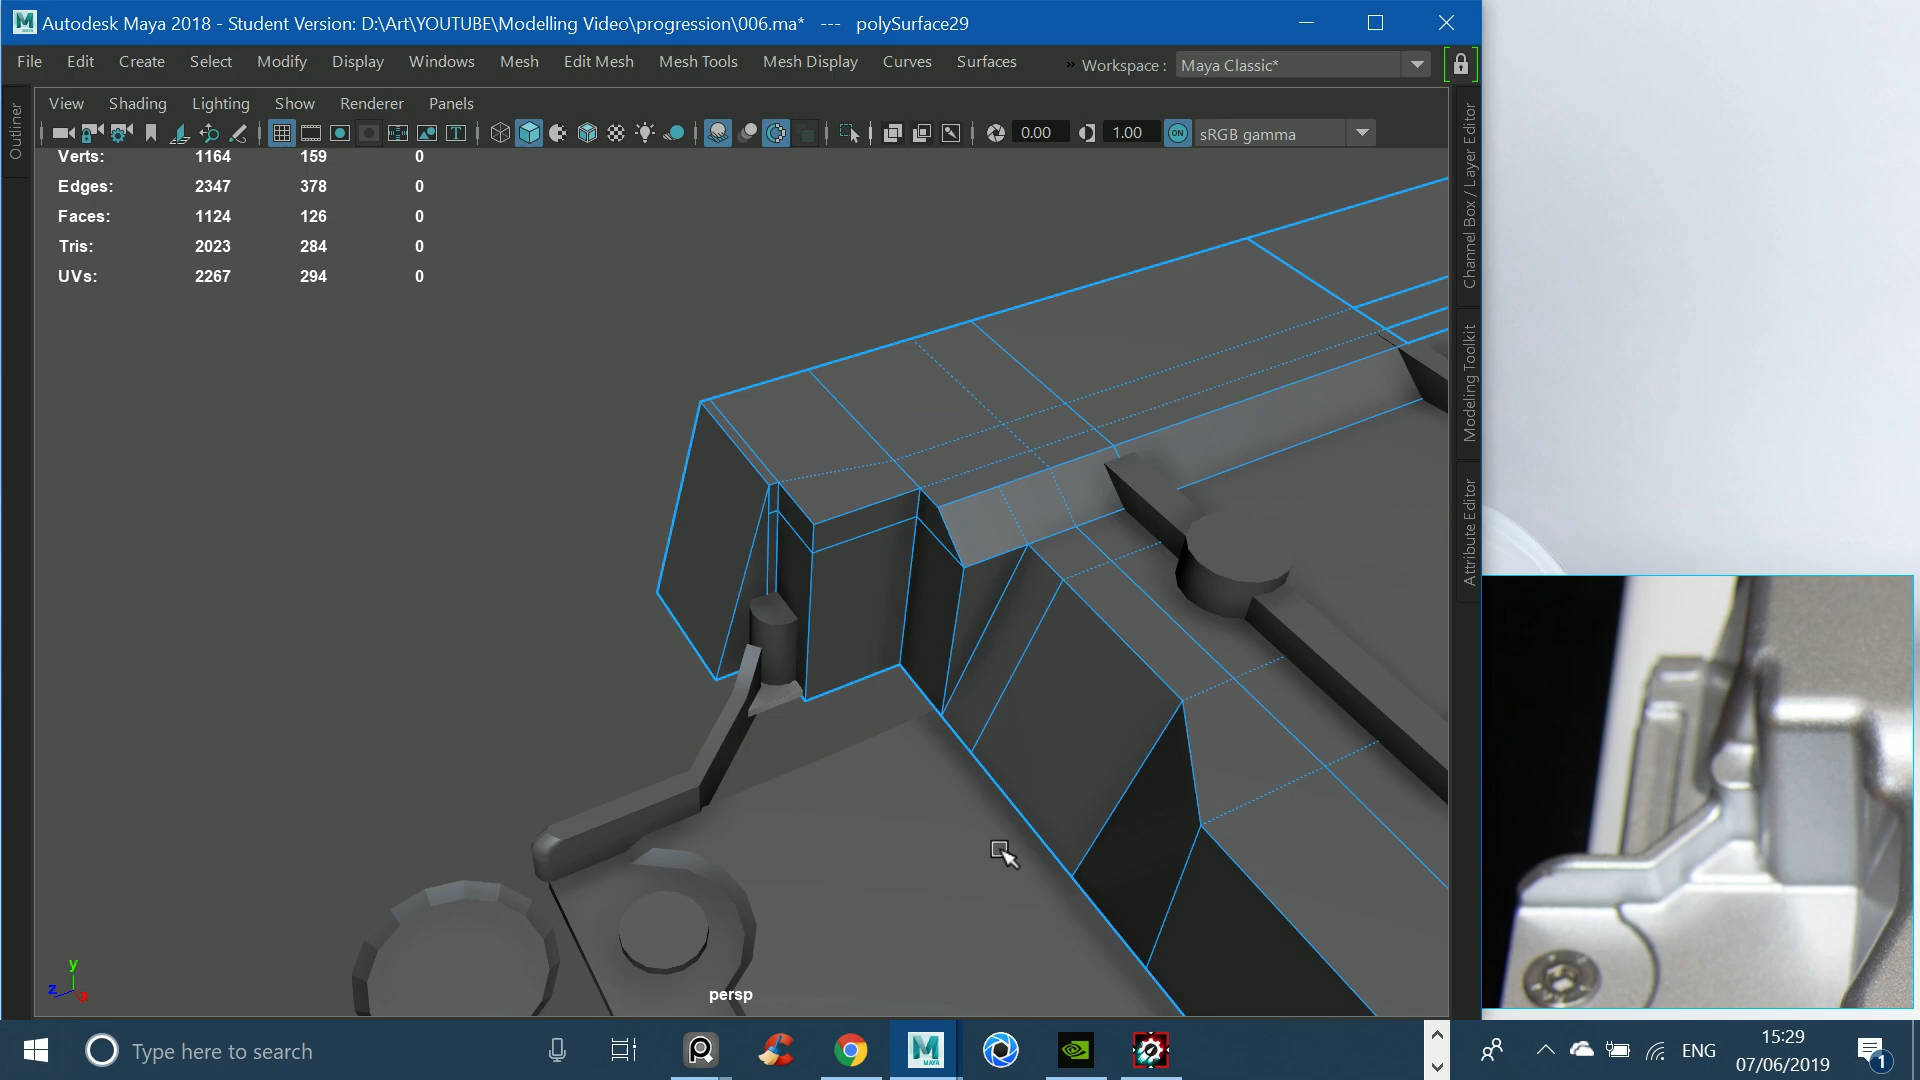 Autodesk Maya 2018 - Student Version: D:\Art\YOUTUBE\Modelling Video\progression\006.ma* --- polySurface29
File Edit Create Select Modify Display Windows Mesh Edit Mesh Mesh Tools Mesh Display Curves Surfaces » Workspace : Maya Classic*
View Shading Lighting Show Renderer Panels
0.00 1.00 ON sRGB gamma
Outliner
Verts: 1164 159 0
Edges: 2347 378 0
Faces: 1124 126 0
Tris: 2023 284 0
UVs: 2267 294 0
Channel Box / Layer Editor
Modeling Toolkit
Attribute Editor
y
z x
persp
Type here to search
MAYA
ENG
15:29
07/06/2019
1